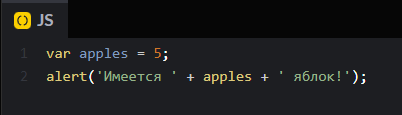 JS
1 var apples = 5;
2 alert('Имеется ' + apples + ' яблок!');